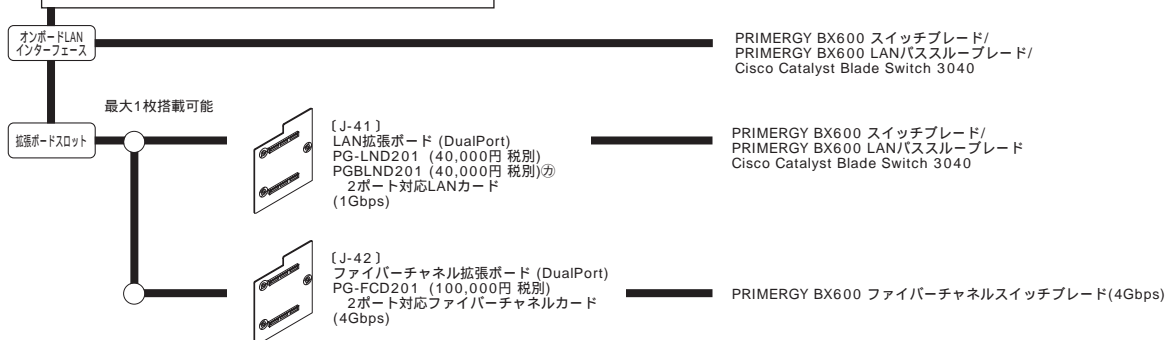 オンボードLAN
インターフェース
PRIMERGY BX600 スイッチブレード/
PRIMERGY BX600 LANパススルーブレード/
Cisco Catalyst Blade Switch 3040
最大1枚搭載可能
拡張ボードスロット
〔J-41〕
LAN拡張ボード (DualPort)
PG-LND201 (40,000円 税別)
PGBLND201 (40,000円 税別)㋕
2ポート対応LANカード
(1Gbps)
PRIMERGY BX600 スイッチブレード/
PRIMERGY BX600 LANパススルーブレード
Cisco Catalyst Blade Switch 3040
〔J-42〕
ファイバーチャネル拡張ボード (DualPort)
PG-FCD201 (100,000円 税別)
2ポート対応ファイバーチャネルカード
(4Gbps)
PRIMERGY BX600 ファイバーチャネルスイッチブレード(4Gbps)